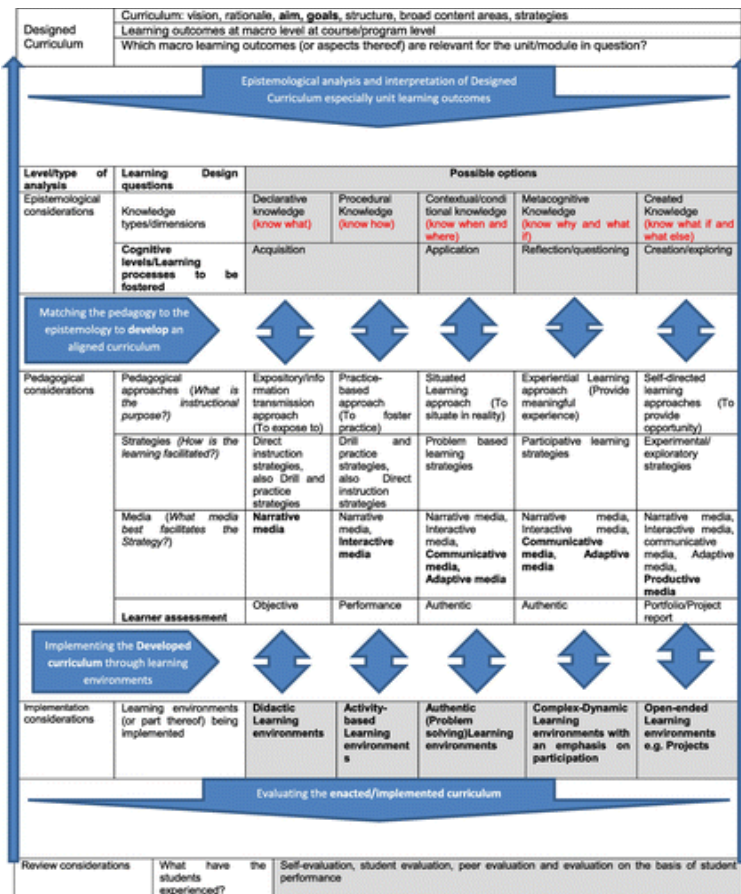 Designed
Curriculum
Curriculum: vision, rationale, aim, goals, structure, broad content areas, strategies
Learning outcomes at macro level at course/program level
Which macro learning outcomes (or aspects thereof) are relevant for the unit/module in question?
Epistemological analysis and interpretation of Designed
Curriculum especially unit learning outcomes
Level/type of
analysis
Learning Design
questions
Possible options
Epistemological
considerations
Knowledge
types/dimensions
Declarative
knowledge
(know what)
Procedural
Knowledge
(know how)
Contextual/condi
tional knowledge
(know when and
where)
Metacognitive
Knowledge
(know why and what
if)
Created
Knowledge
(know what if and
what else)
Cognitive
levels/Learning
processes to be
fostered
Acquisition
Application
Reflection/questioning
Creation/exploring
Matching the pedagogy to the
epistemology to develop an
aligned curriculum
Pedagogical
considerations
Pedagogical
approaches (What is
the instructional
purpose?)
Expository/info
rmation
transmission
approach
(To expose to)
Practice-
based
approach
(To foster
practice)
Situated
Learning
approach (To
situate in reality)
Experiential Learning
approach (Provide
meaningful
experience)
Self-directed
learning
approaches (To
provide
opportunity)
Strategies (How is the
learning facilitated?)
Direct
instruction
strategies,
also Drill and
practice
strategies
Drill and
practice
strategies,
also Direct
instruction
strategies
Problem based
learning
strategies
Participative learning
strategies
Experimental/
exploratory
strategies
Media (What media
best facilitates the
Strategy?)
Narrative
media
Narrative
media,
Interactive
media
Narrative media,
Interactive
media,
Communicative
media,
Adaptive media
Narrative media,
Interactive media,
Communicative
media, Adaptive
media
Narrative media,
Interactive media,
communicative
media, Adaptive
media,
Productive
media
Learner assessment
Objective
Performance
Authentic
Authentic
Portfolio/Project
report
Implementing the Developed
curriculum through learning
environments
Implementation
considerations
Learning environments
(or part thereof) being
implemented
Didactic
Learning
environments
Activity-
based
Learning
environment
s
Authentic
(Problem
solving)Learning
environments
Complex-Dynamic
Learning
environments with
an emphasis on
participation
Open-ended
Learning
environments
e.g. Projects
Evaluating the enacted/implemented curriculum
Review considerations
What have the
students
experienced?
Self-evaluation, student evaluation, peer evaluation and evaluation on the basis of student
performance